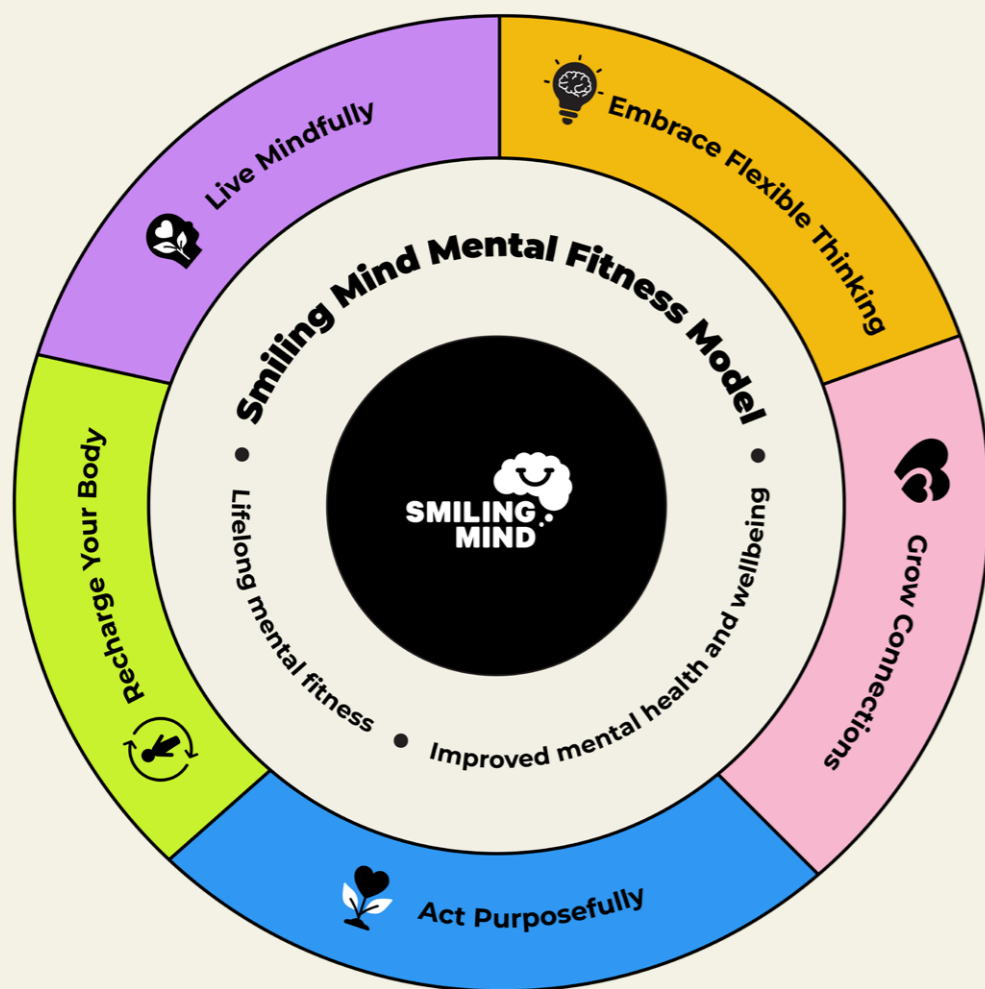 Live Mindfully
Embrace Flexible Thinking
Grow Connections
Act Purposefully
Recharge Your Body
Smiling Mind Mental Fitness Model
Lifelong mental fitness
Improved mental health and wellbeing
SMILING
MIND